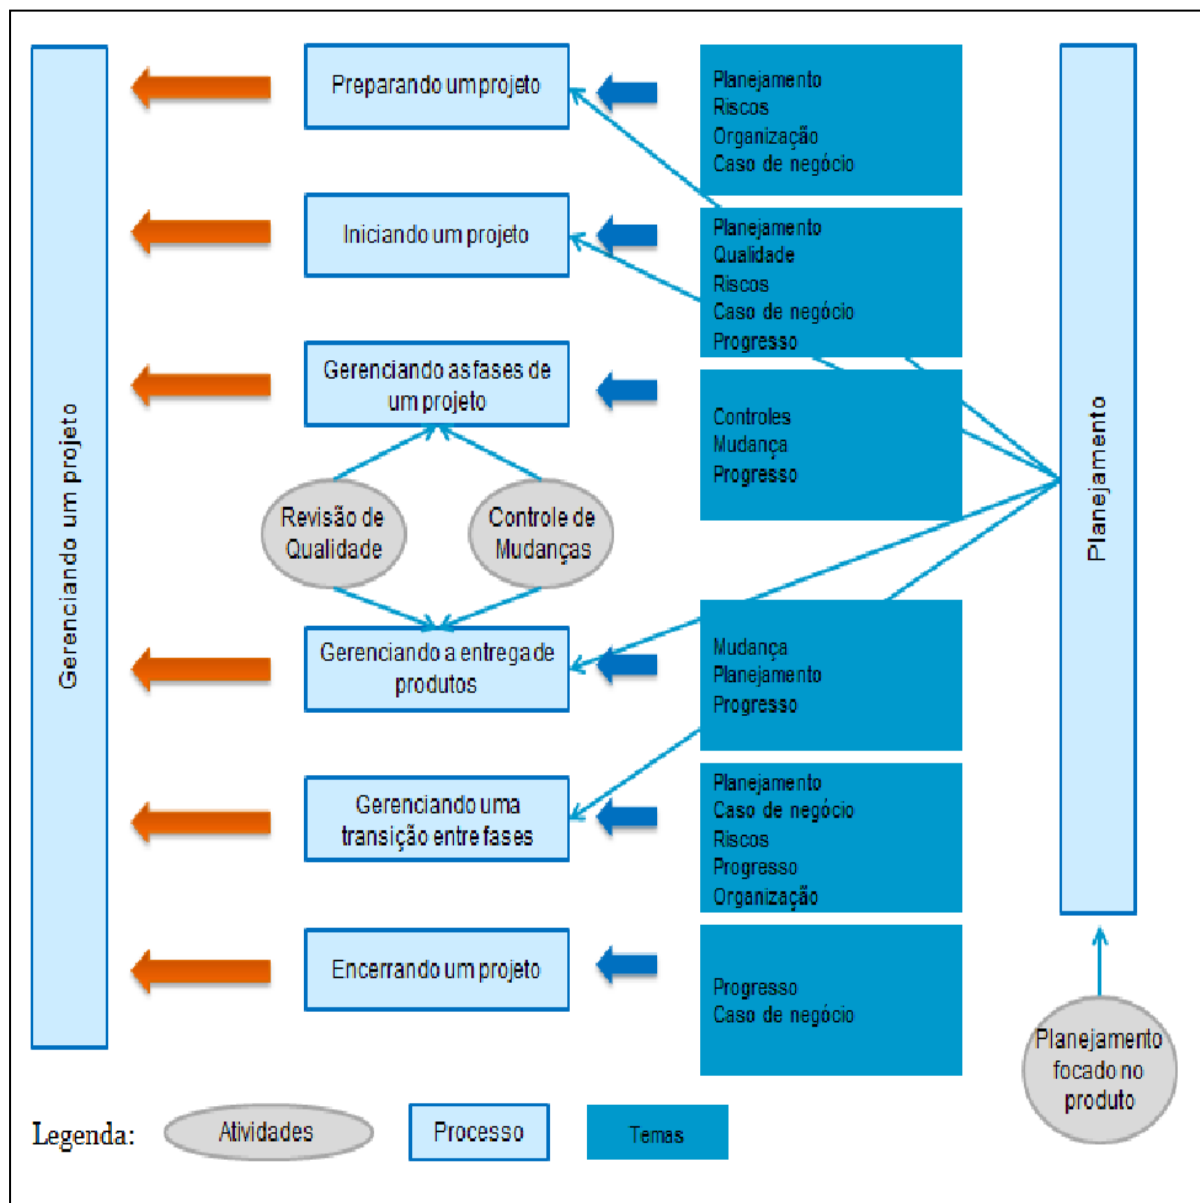 Gerenciando um projeto
Preparando um projeto
Planejamento
Riscos
Organização
Caso de negócio
Iniciando um projeto
Planejamento
Qualidade
Riscos
Caso de negócio
Progresso
Gerenciando as fases de
um projeto
Controles
Mudança
Progresso
Revisão de
Qualidade
Controle de
Mudanças
Gerenciando a entrega de
produtos
Mudança
Planejamento
Progresso
Gerenciando uma
transição entre fases
Planejamento
Caso de negócio
Riscos
Progresso
Organização
Encerrando um projeto
Progresso
Caso de negócio
Planejamento
Planejamento
focado no
produto
Legenda:
Atividades
Processo
Temas